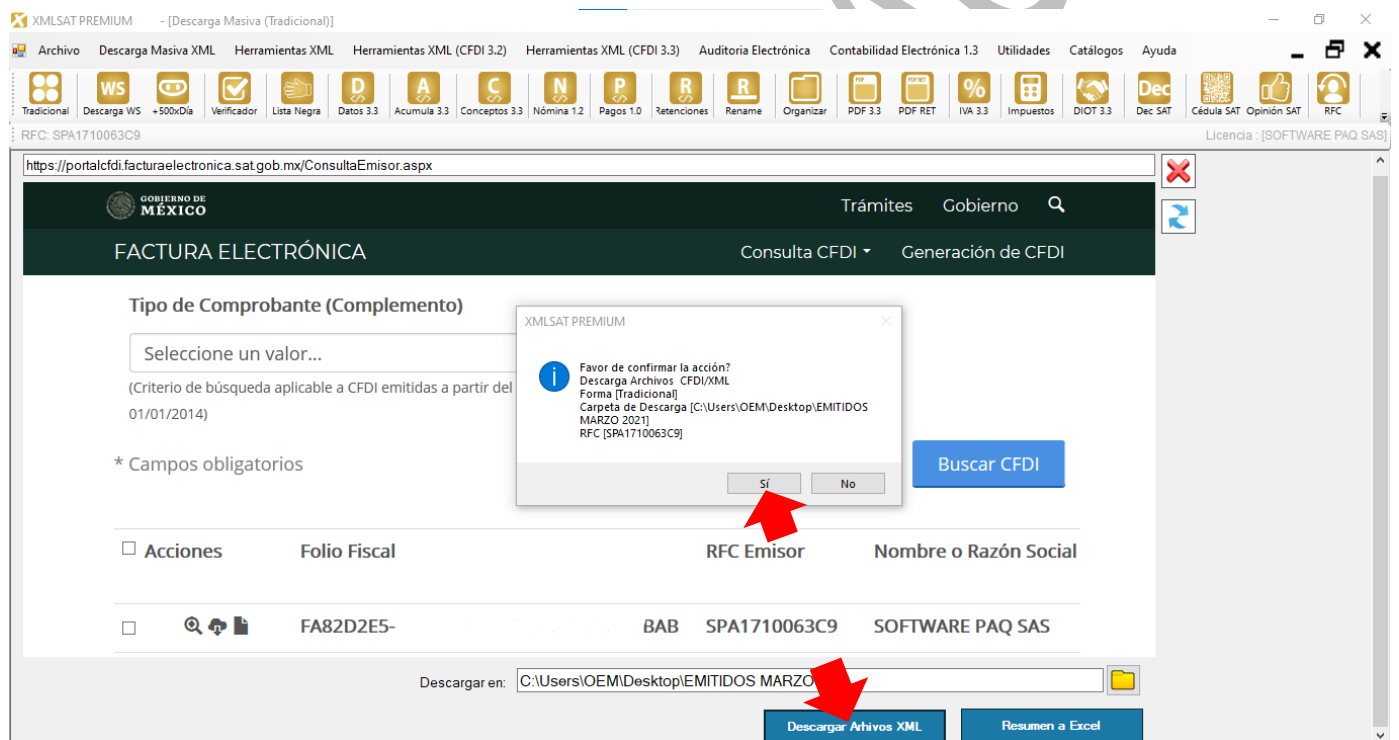 XMLSAT PREMIUM - [Descarga Masiva (Tradicional)]
Archivo Descarga Masiva XML Herramientas XML Herramientas XML (CFDI 3.2) Herramientas XML (CFDI 3.3) Auditoria Electrónica Contabilidad Electrónica 1.3 Utilidades Catálogos Ayuda
WS D A C N P R R PDF PDF RET % Dec
Tradicional Descarga WS +500xDía Verificador Lista Negra Datos 3.3 Acumula 3.3 Conceptos 3.3 Nómina 1.2 Pagos 1.0 Retenciones Rename Organizar PDF 3.3 PDF RET IVA 3.3 Impuestos DIOT 3.3 Dec SAT Cédula SAT Opinión SAT RFC
RFC: SPA1710063C9 Licencia : [SOFTWARE PAQ SAS]
https://portalcfdi.facturaelectronica.sat.gob.mx/ConsultaEmisor.aspx
GOBIERNO DE
MÉXICO
Trámites Gobierno
FACTURA ELECTRÓNICA Consulta CFDI Generación de CFDI
Tipo de Comprobante (Complemento)
Seleccione un valor...
(Criterio de búsqueda aplicable a CFDI emitidas a partir del
01/01/2014)
XMLSAT PREMIUM
Favor de confirmar la acción?
Descarga Archivos CFDI/XML
Forma [Tradicional]
Carpeta de Descarga [C:\Users\OEM\Desktop\EMITIDOS
MARZO 2021]
RFC [SPA1710063C9]
Sí No
* Campos obligatorios Buscar CFDI
Acciones Folio Fiscal RFC Emisor Nombre o Razón Social
FA82D2E5- BAB SPA1710063C9 SOFTWARE PAQ SAS
Descargar en: C:\Users\OEM\Desktop\EMITIDOS MARZO
Descargar Arhivos XML Resumen a Excel